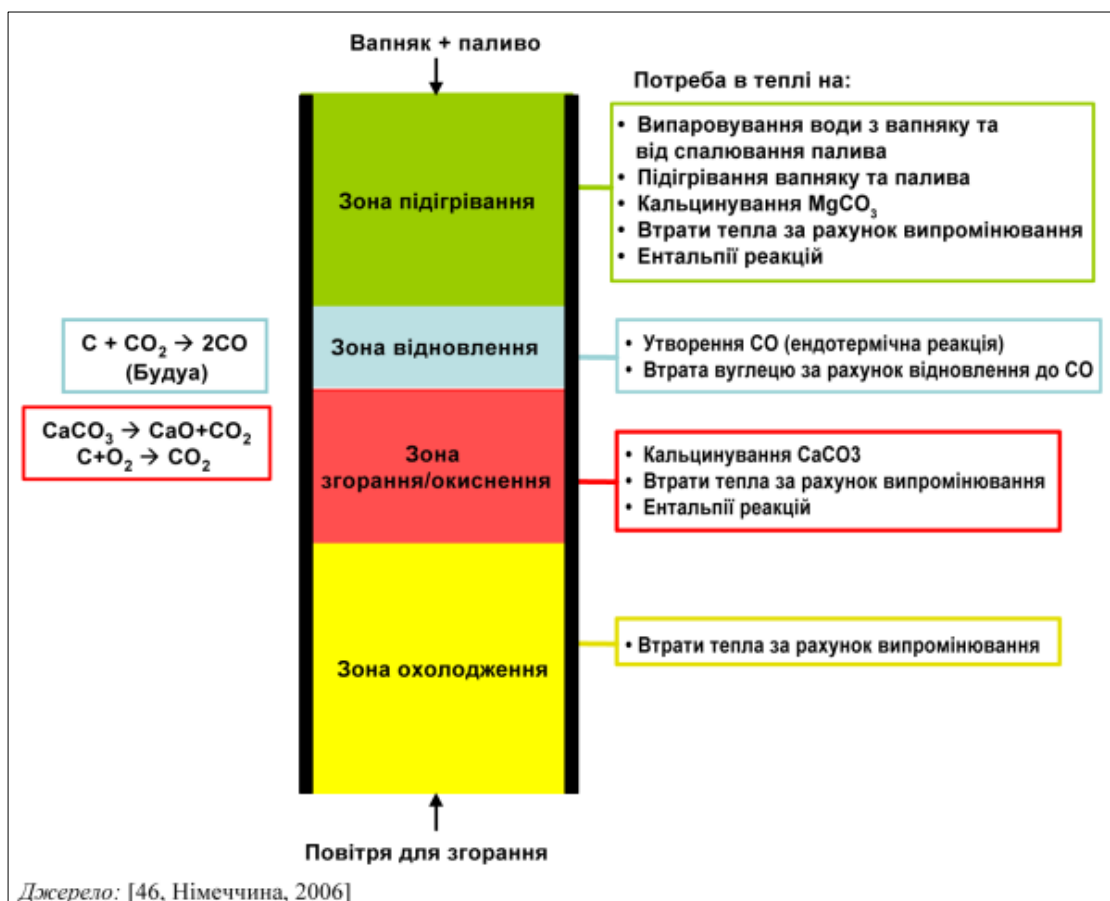 Вапняк + паливо
Потреба в теплі на:
Зона підігрівання
• Випаровування води з вапняку та
від спалювання палива
• Підігрівання вапняку та палива
• Кальцинування MgCO₃
• Втрати тепла за рахунок випромінювання
• Ентальпії реакцій
C + CO₂ → 2CO
(Будуа)
Зона відновлення
• Утворення CO (ендотермічна реакція)
• Втрата вуглецю за рахунок відновлення до CO
CaCO₃ → CaO+CO₂
C+O₂ → CO₂
Зона
згорання/окиснення
• Кальцинування CaCO3
• Втрати тепла за рахунок випромінювання
• Ентальпії реакцій
Зона охолодження
• Втрати тепла за рахунок випромінювання
Повітря для згорання
Джерело: [46, Німеччина, 2006]